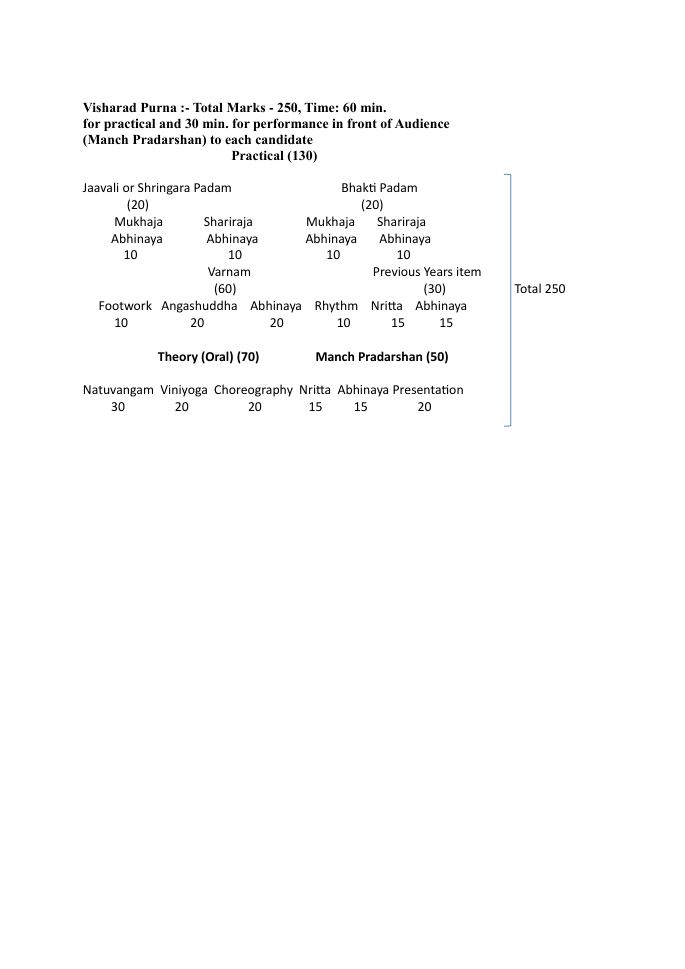 Visharad Purna :- Total Marks - 250, Time: 60 min.
for practical and 30 min. for performance in front of Audience
(Manch Pradarshan) to each candidate
Practical (130)
Jaavali or Shringara Padam Bhakti Padam
(20) (20)
Mukhaja Shariraja Mukhaja Shariraja
Abhinaya Abhinaya Abhinaya Abhinaya
10 10 10 10
Varnam Previous Years item
(60) (30) Total 250
Footwork Angashuddha Abhinaya Rhythm Nritta Abhinaya
10 20 20 10 15 15
Theory (Oral) (70) Manch Pradarshan (50)
Natuvangam Viniyoga Choreography Nritta Abhinaya Presentation
30 20 20 15 15 20